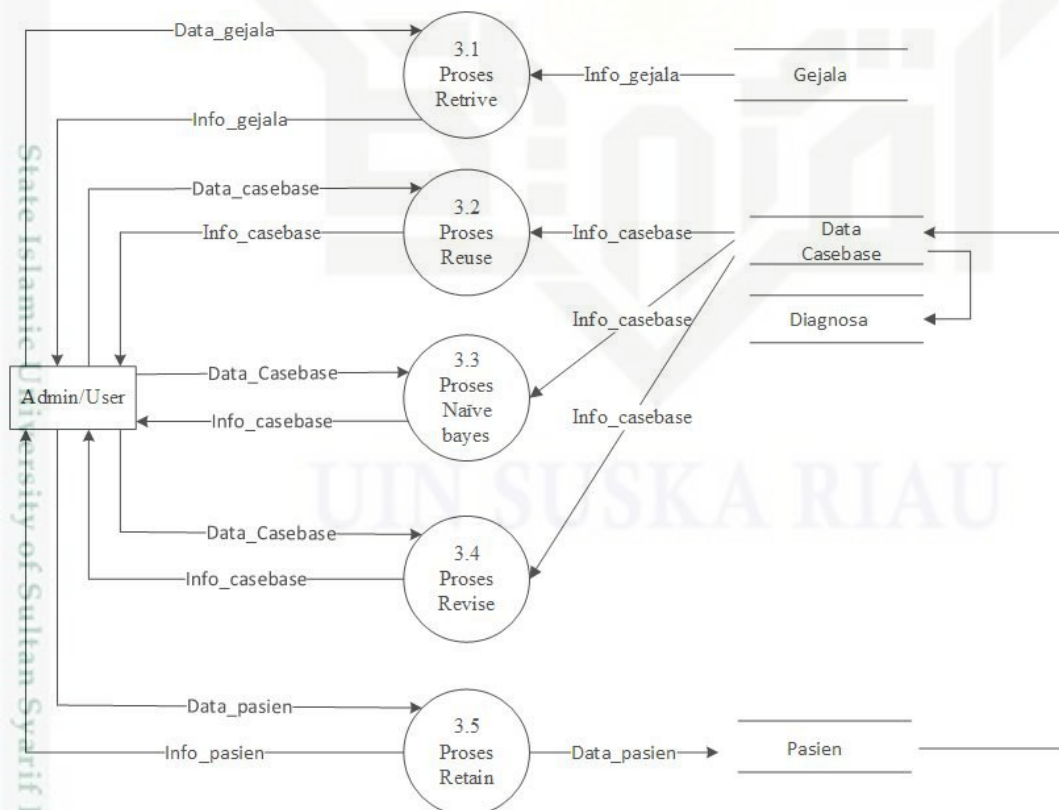 Data_gejala
3.1
Proses
Retrive
Info_gejala
Gejala
Info_gejala
Data_casebase
3.2
Proses
Reuse
Info_casebase
Info_casebase
Data
Casebase
Diagnosa
Info_casebase
Admin/User
Data_Casebase
3.3
Proses
Naïve
bayes
Info_casebase
Info_casebase
UIN SUSKA RIAU
Data_Casebase
3.4
Proses
Revise
Info_casebase
Data_pasien
3.5
Proses
Retain
Info_pasien
Data_pasien
Pasien
State Islamic University of Sultan Syarif